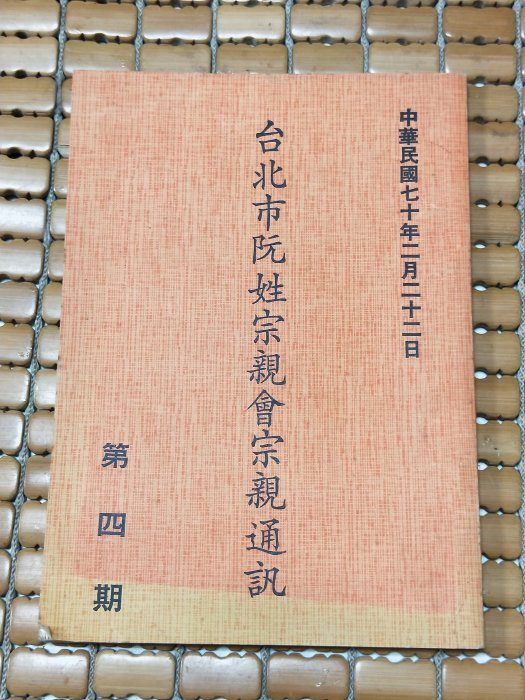 中華民國七十年二月二十二日
台北市阮姓宗親會宗親通訊
第四期